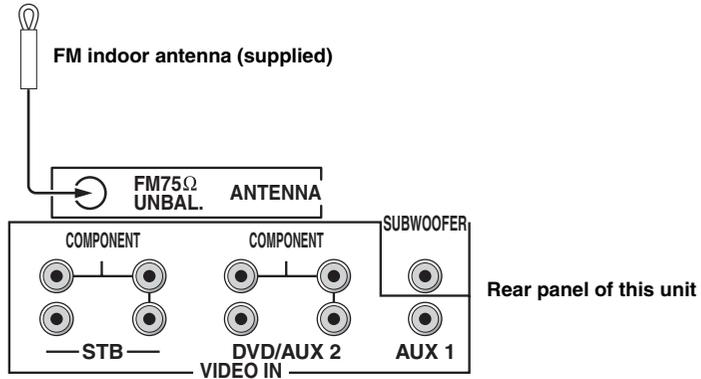 FM indoor antenna (supplied)
FM75Ω
UNBAL.
ANTENNA
SUBWOOFER
COMPONENT
COMPONENT
Rear panel of this unit
STB
DVD/AUX 2
AUX 1
VIDEO IN